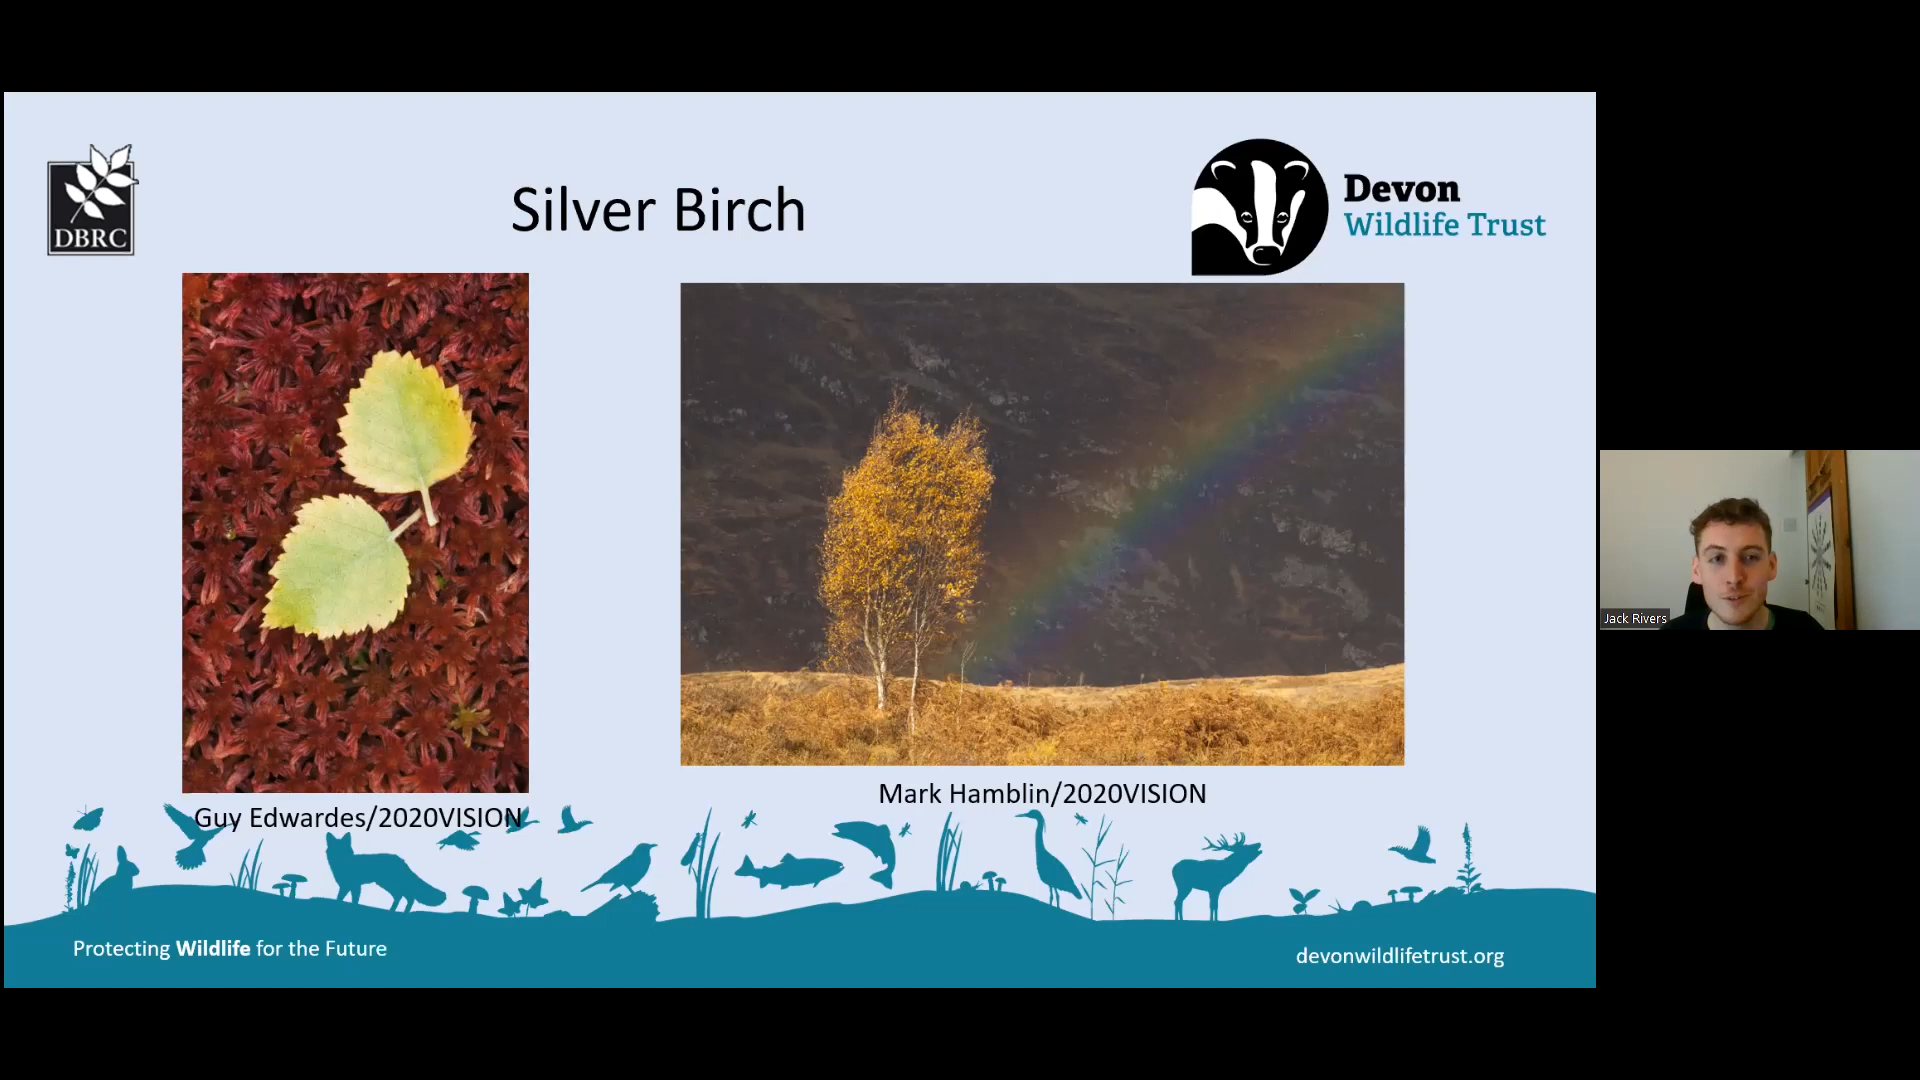 DBRC
Silver Birch
Devon
Wildlife Trust
Guy Edwardes/2020VISION
Mark Hamblin/2020VISION
Protecting Wildlife for the Future
devonwildlifetrust.org
Jack Rivers